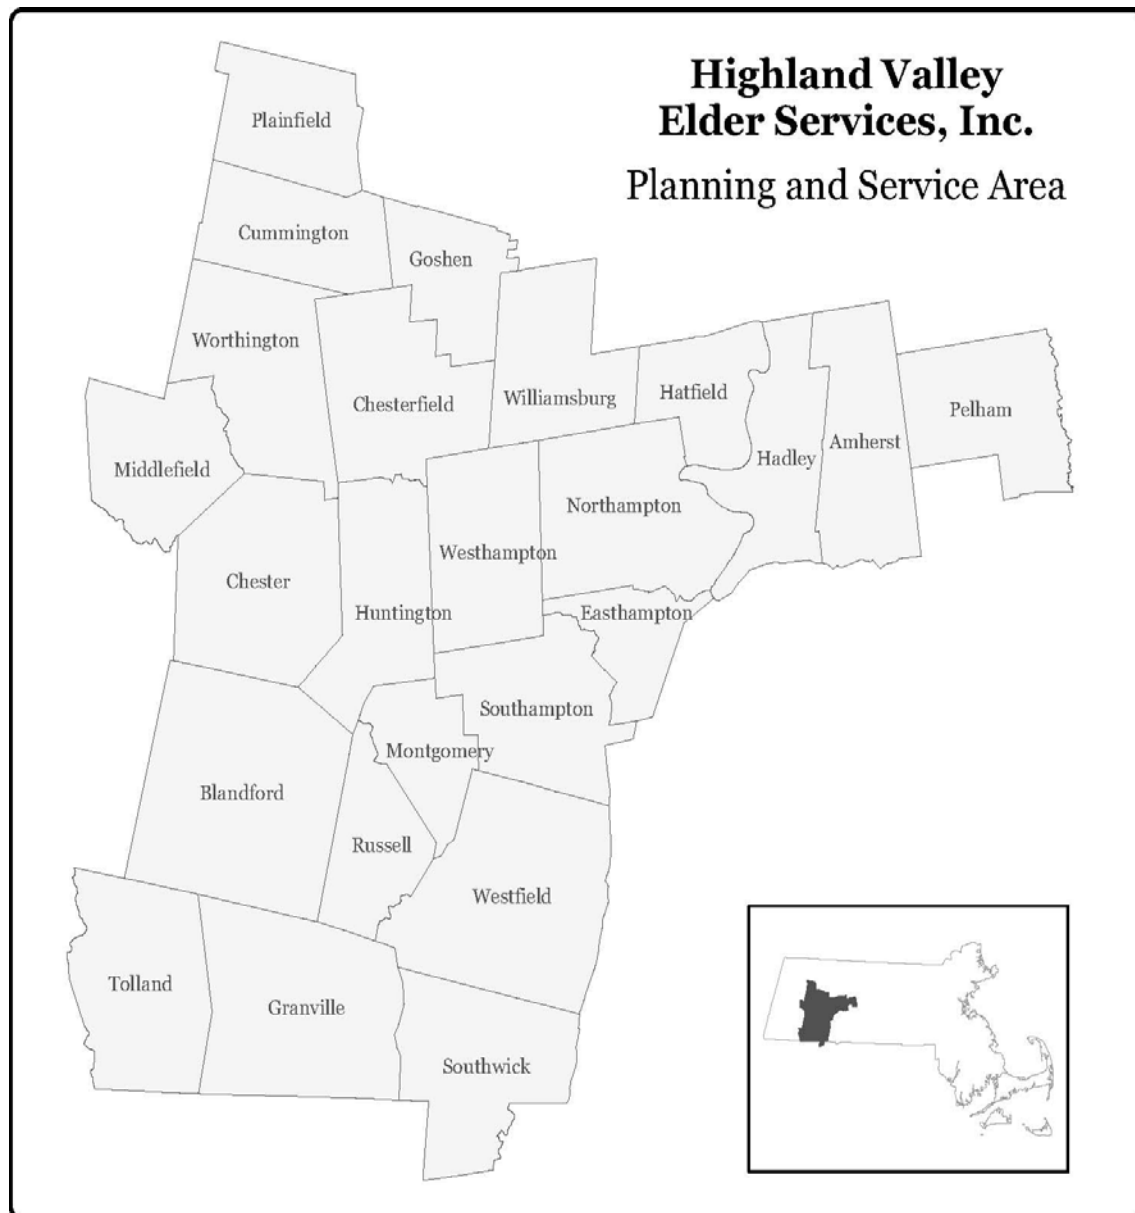 Highland Valley
Elder Services, Inc.
Planning and Service Area
Plainfield
Cummington
Goshen
Worthington
Chesterfield
Williamsburg
Hatfield
Pelham
Middlefield
Hadley
Amherst
Northampton
Westhampton
Chester
Huntington
Easthampton
Southampton
Montgomery
Blandford
Russell
Westfield
Tolland
Granville
Southwick